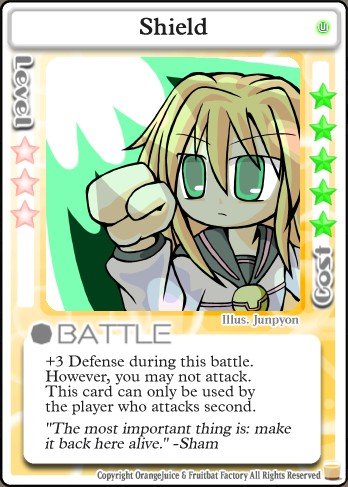 Shield
U
Level
Cost
Illus. Junpyon
BATTLE
+3 Defense during this battle.
However, you may not attack.
This card can only be used by
the player who attacks second.
"The most important thing is: make
it back here alive." -Sham
Copyright OrangeJuice & Fruitbat Factory All Rights Reserved